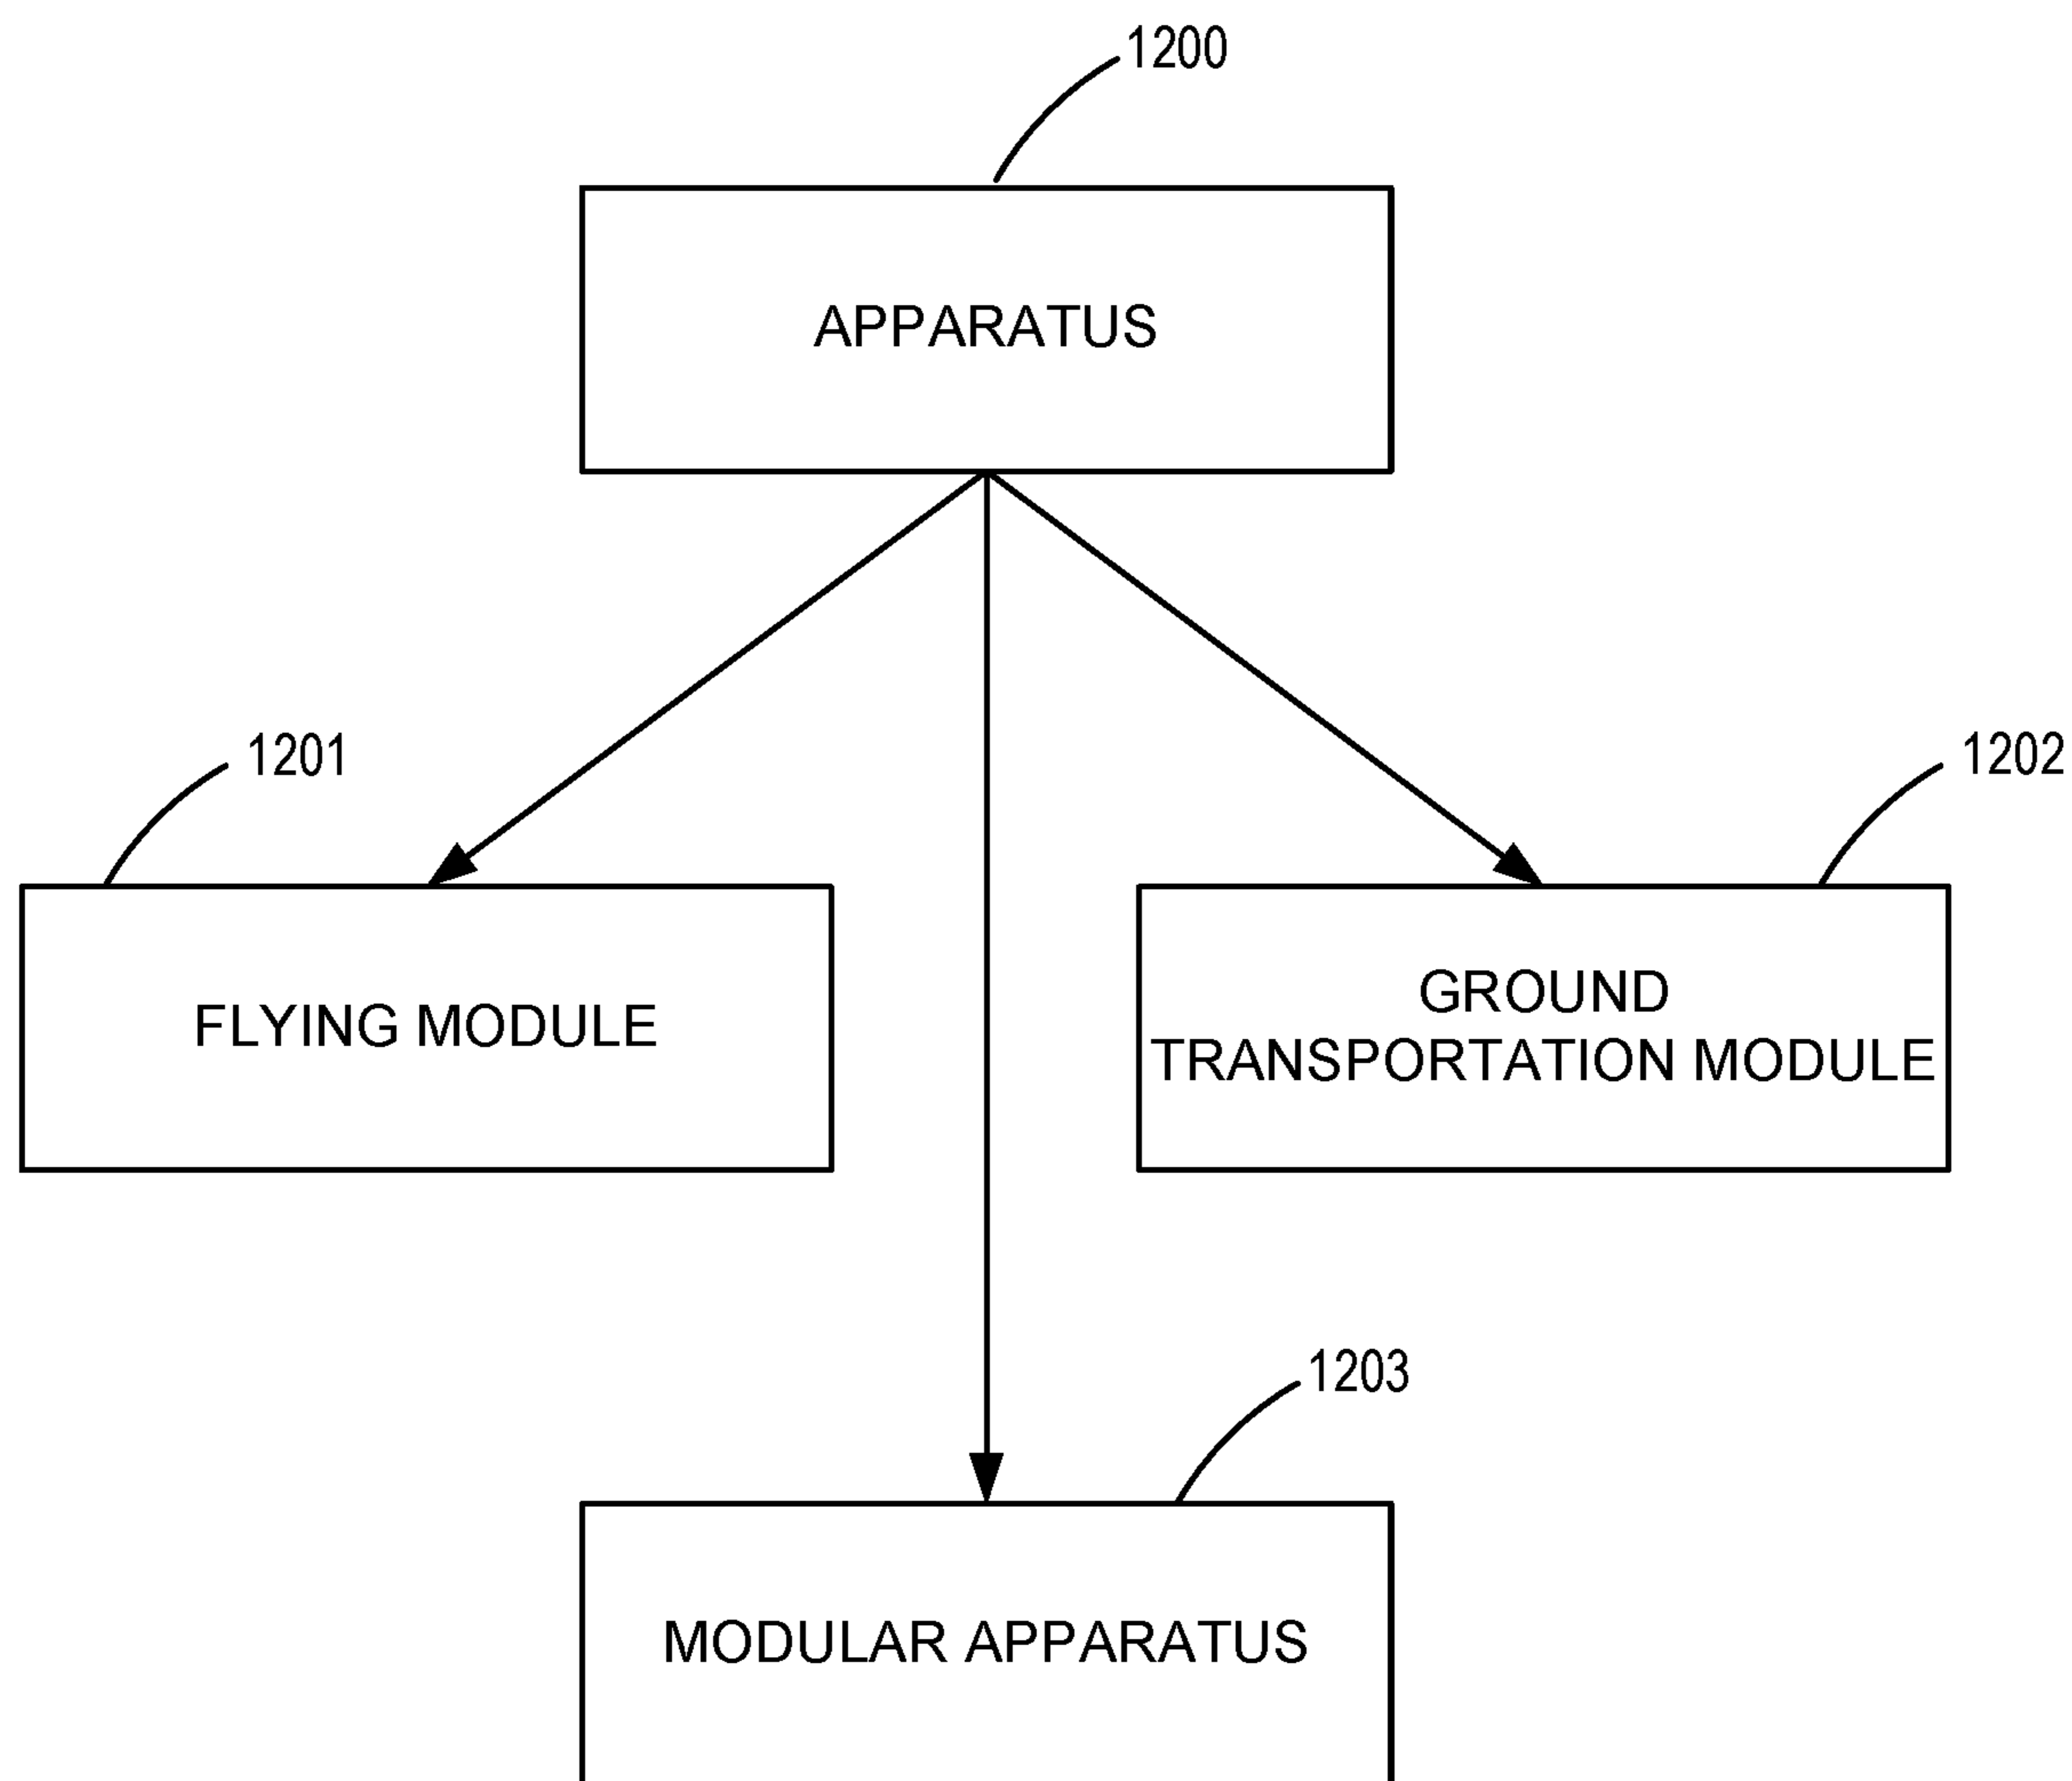 1200
APPARATUS
1201
1202
FLYING MODULE
GROUND
TRANSPORTATION MODULE
1203
MODULAR APPARATUS